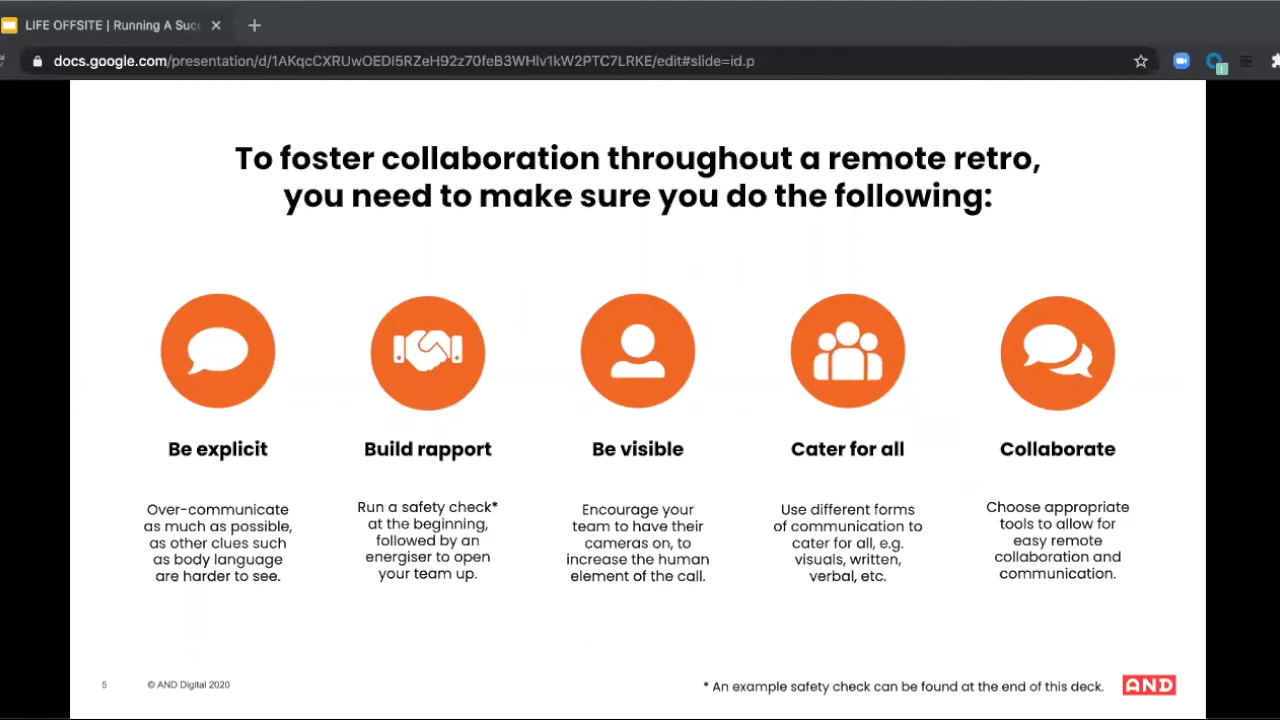 LIFE OFFSITE | Running A Suc
docs.google.com/presentation/d/1AKqcCXRUwOEDI5RZeH92z70feB3WHlv1kW2PTC7LRKE/edit#slide=id.p
To foster collaboration throughout a remote retro,
you need to make sure you do the following:
Be explicit
Over-communicate
as much as possible,
as other clues such
as body language
are harder to see.
Build rapport
Run a safety check*
at the beginning,
followed by an
energiser to open
your team up.
Be visible
Encourage your
team to have their
cameras on, to
increase the human
element of the call.
Cater for all
Use different forms
of communication to
cater for all, e.g.
visuals, written,
verbal, etc.
Collaborate
Choose appropriate
tools to allow for
easy remote
collaboration and
communication.
5
© AND Digital 2020
* An example safety check can be found at the end of this deck.
AND